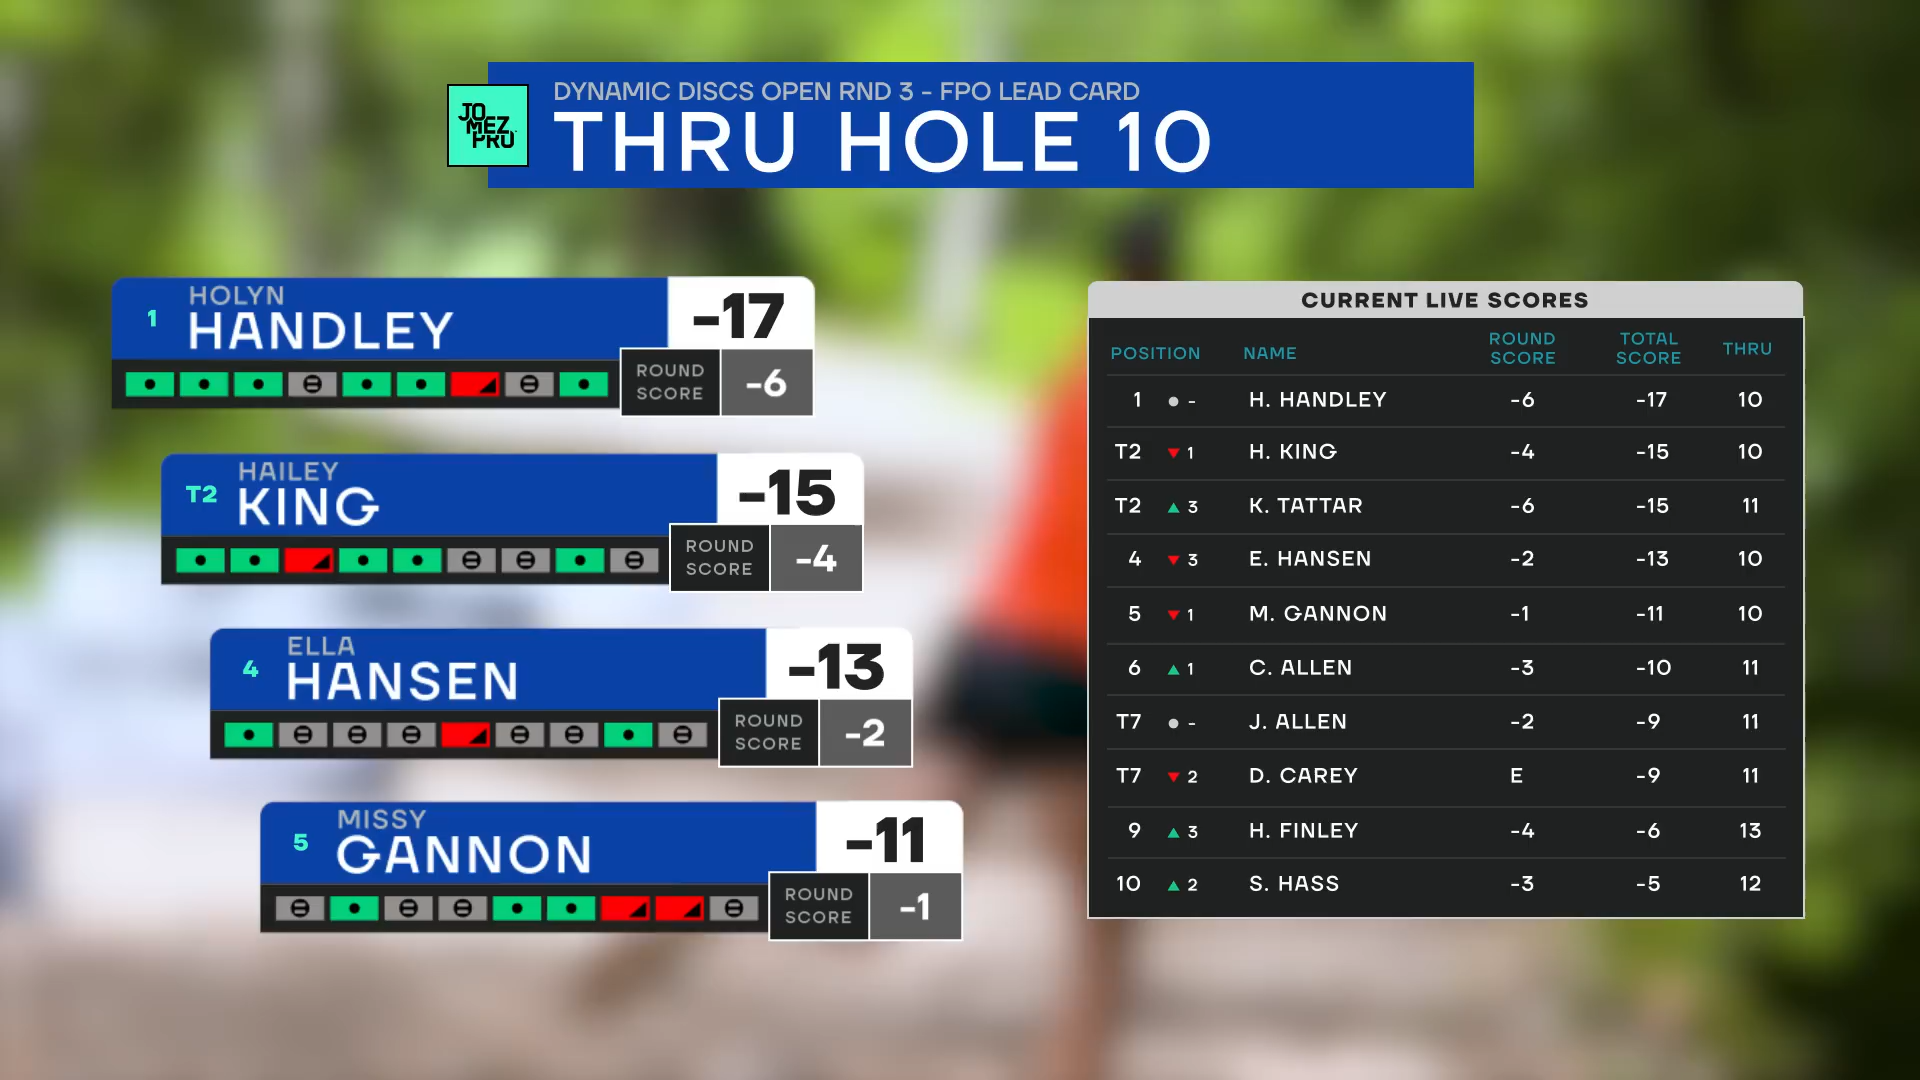 JO
MEZ
PRO
DYNAMIC DISCS OPEN RND 3 - FPO LEAD CARD
THRU HOLE 10
1 HOLYN
HANDLEY
-17
ROUND
SCORE
-6
T2 HAILEY
KING
-15
ROUND
SCORE
-4
4 ELLA
HANSEN
-13
ROUND
SCORE
-2
5 MISSY
GANNON
-11
ROUND
SCORE
-1
CURRENT LIVE SCORES
POSITION NAME ROUND SCORE TOTAL SCORE THRU
1 - H. HANDLEY -6 -17 10
T2 1 H. KING -4 -15 10
T2 3 K. TATTAR -6 -15 11
4 3 E. HANSEN -2 -13 10
5 1 M. GANNON -1 -11 10
6 1 C. ALLEN -3 -10 11
T7 - J. ALLEN -2 -9 11
T7 2 D. CAREY E -9 11
9 3 H. FINLEY -4 -6 13
10 2 S. HASS -3 -5 12